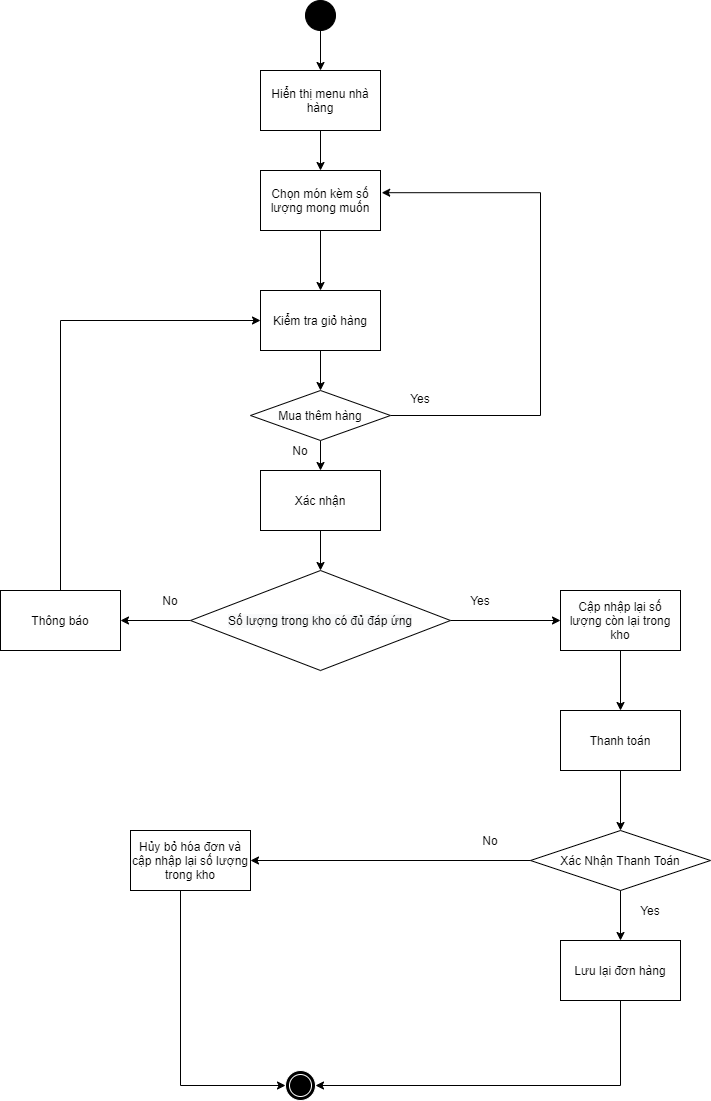 Hiển thị menu nhà
hàng
Chọn món kèm số
lượng mong muốn
Kiểm tra giỏ hàng
Mua thêm hàng
Yes
No
Xác nhận
Số lượng trong kho có đủ đáp ứng
No
Yes
Thông báo
Cập nhập lại số
lượng còn lại trong
kho
Thanh toán
Xác Nhận Thanh Toán
No
Yes
Hủy bỏ hóa đơn và
cập nhập lại số lượng
trong kho
Lưu lại đơn hàng